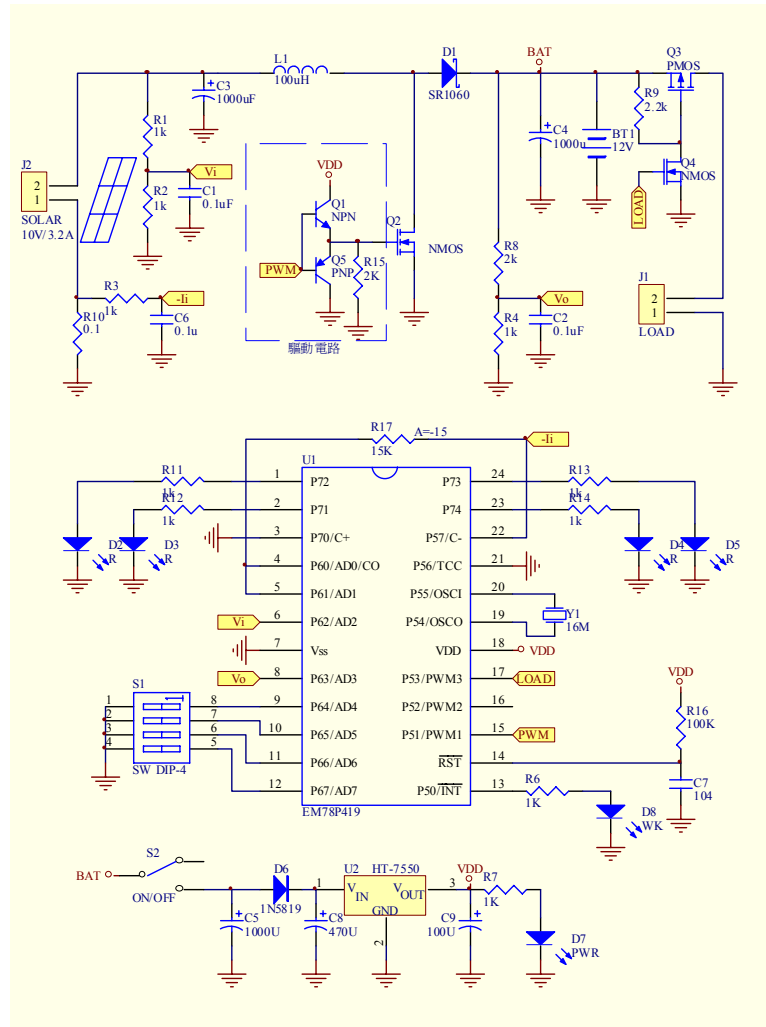 L1
100uH
D1
SR1060
BAT
Q3
PMOS
C3
1000uF
R1
1k
R9
2.2k
C4
1000u
BT1
12V
Q4
NMOS
LOAD
J2
2
1
SOLAR
10V/3.2A
Vi
R2
1k
C1
0.1uF
VDD
Q1
NPN
Q2
NMOS
PWM
Q5
PNP
R15
2K
驅動電路
R8
2k
R3
1k
-Ii
R10
0.1
C6
0.1u
Vo
R4
1k
C2
0.1uF
J1
2
1
LOAD
R17
15K
A=-15
-Ii
U1
R11
1k
1
P72
P73
24
R13
1k
R12
1k
2
P71
P74
23
R14
1k
D2
R
D3
R
3
P70/C+
P57/C-
22
D4
R
D5
R
4
P60/AD0/CO
P56/TCC
21
5
P61/AD1
P55/OSCI
20
Vi
6
P62/AD2
P54/OSCO
19
Y1
16M
7
Vss
VDD
18
VDD
Vo
8
P63/AD3
P53/PWM3
17
LOAD
VDD
S1
1
8
2
7
3
6
4
5
SW DIP-4
9
P64/AD4
P52/PWM2
16
R16
100K
10
P65/AD5
P51/PWM1
15
PWM
11
P66/AD6
RST
14
C7
104
12
P67/AD7
P50/INT
13
R6
1K
D8
WK
EM78P419
S2
BAT
ON/OFF
D6
1N5819
U2
HT-7550
1
VIN
VOUT
3
GND
2
VDD
R7
1K
C5
1000U
C8
470U
C9
100U
D7
PWR